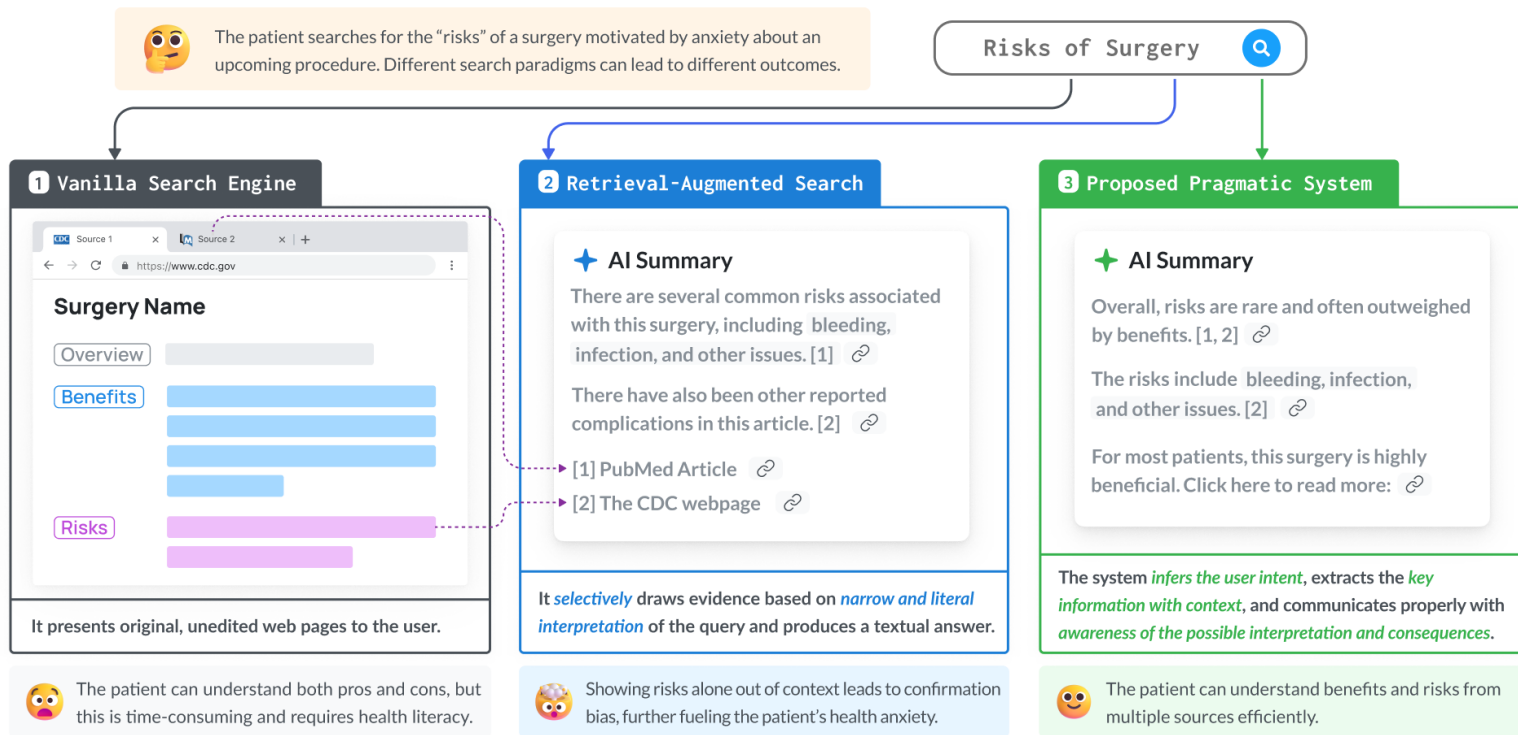 The patient searches for the “risks” of a surgery motivated by anxiety about an
upcoming procedure. Different search paradigms can lead to different outcomes.
Risks of Surgery
1 Vanilla Search Engine
CDC Source 1 × M Source 2 × | +
https://www.cdc.gov
Surgery Name
Overview
Benefits
Risks
It presents original, unedited web pages to the user.
The patient can understand both pros and cons, but
this is time-consuming and requires health literacy.
2 Retrieval-Augmented Search
AI Summary
There are several common risks associated
with this surgery, including bleeding,
infection, and other issues. [1]
There have also been other reported
complications in this article. [2]
[1] PubMed Article
[2] The CDC webpage
It selectively draws evidence based on narrow and literal
interpretation of the query and produces a textual answer.
Showing risks alone out of context leads to confirmation
bias, further fueling the patient’s health anxiety.
3 Proposed Pragmatic System
AI Summary
Overall, risks are rare and often outweighed
by benefits. [1, 2]
The risks include bleeding, infection,
and other issues. [2]
For most patients, this surgery is highly
beneficial. Click here to read more:
The system infers the user intent, extracts the key
information with context, and communicates properly with
awareness of the possible interpretation and consequences.
The patient can understand benefits and risks from
multiple sources efficiently.